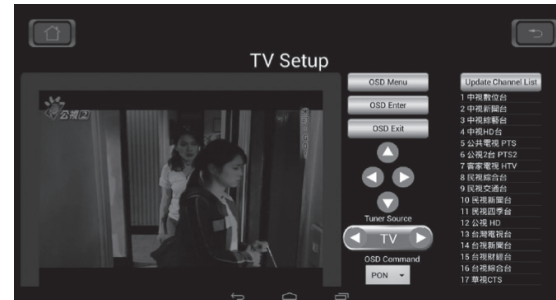 TV Setup
公視2
OSD Menu
OSD Enter
OSD Exit
Tuner Source
TV
OSD Command
PON
Update Channel List
1 中視數位台
2 中視新聞台
3 中視綜藝台
4 中視HD台
5 公共電視 PTS
6 公視2台 PTS2
7 客家電視 HTV
8 民視綜合台
9 民視交通台
10 民視新聞台
11 民視四季台
12 公視 HD
13 台灣電視台
14 台視新聞台
15 台視財經台
16 台視綜合台
17 華視CTS